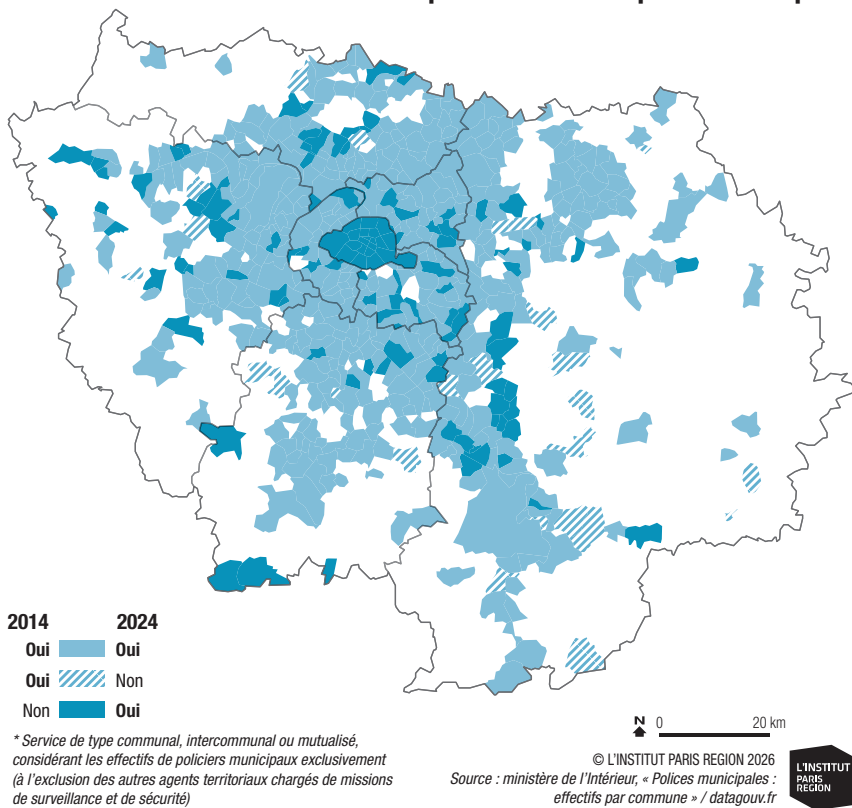 2014 2024
Oui Oui
Oui Non
Non Oui
* Service de type communal, intercommunal ou mutualisé,
considérant les effectifs de policiers municipaux exclusivement
(à l'exclusion des autres agents territoriaux chargés de missions
de surveillance et de sécurité)
N 0 20 km
© L'INSTITUT PARIS REGION 2026
Source : ministère de l'Intérieur, « Polices municipales :
effectifs par commune » / datagouv.fr
L'INSTITUT
PARIS
REGION